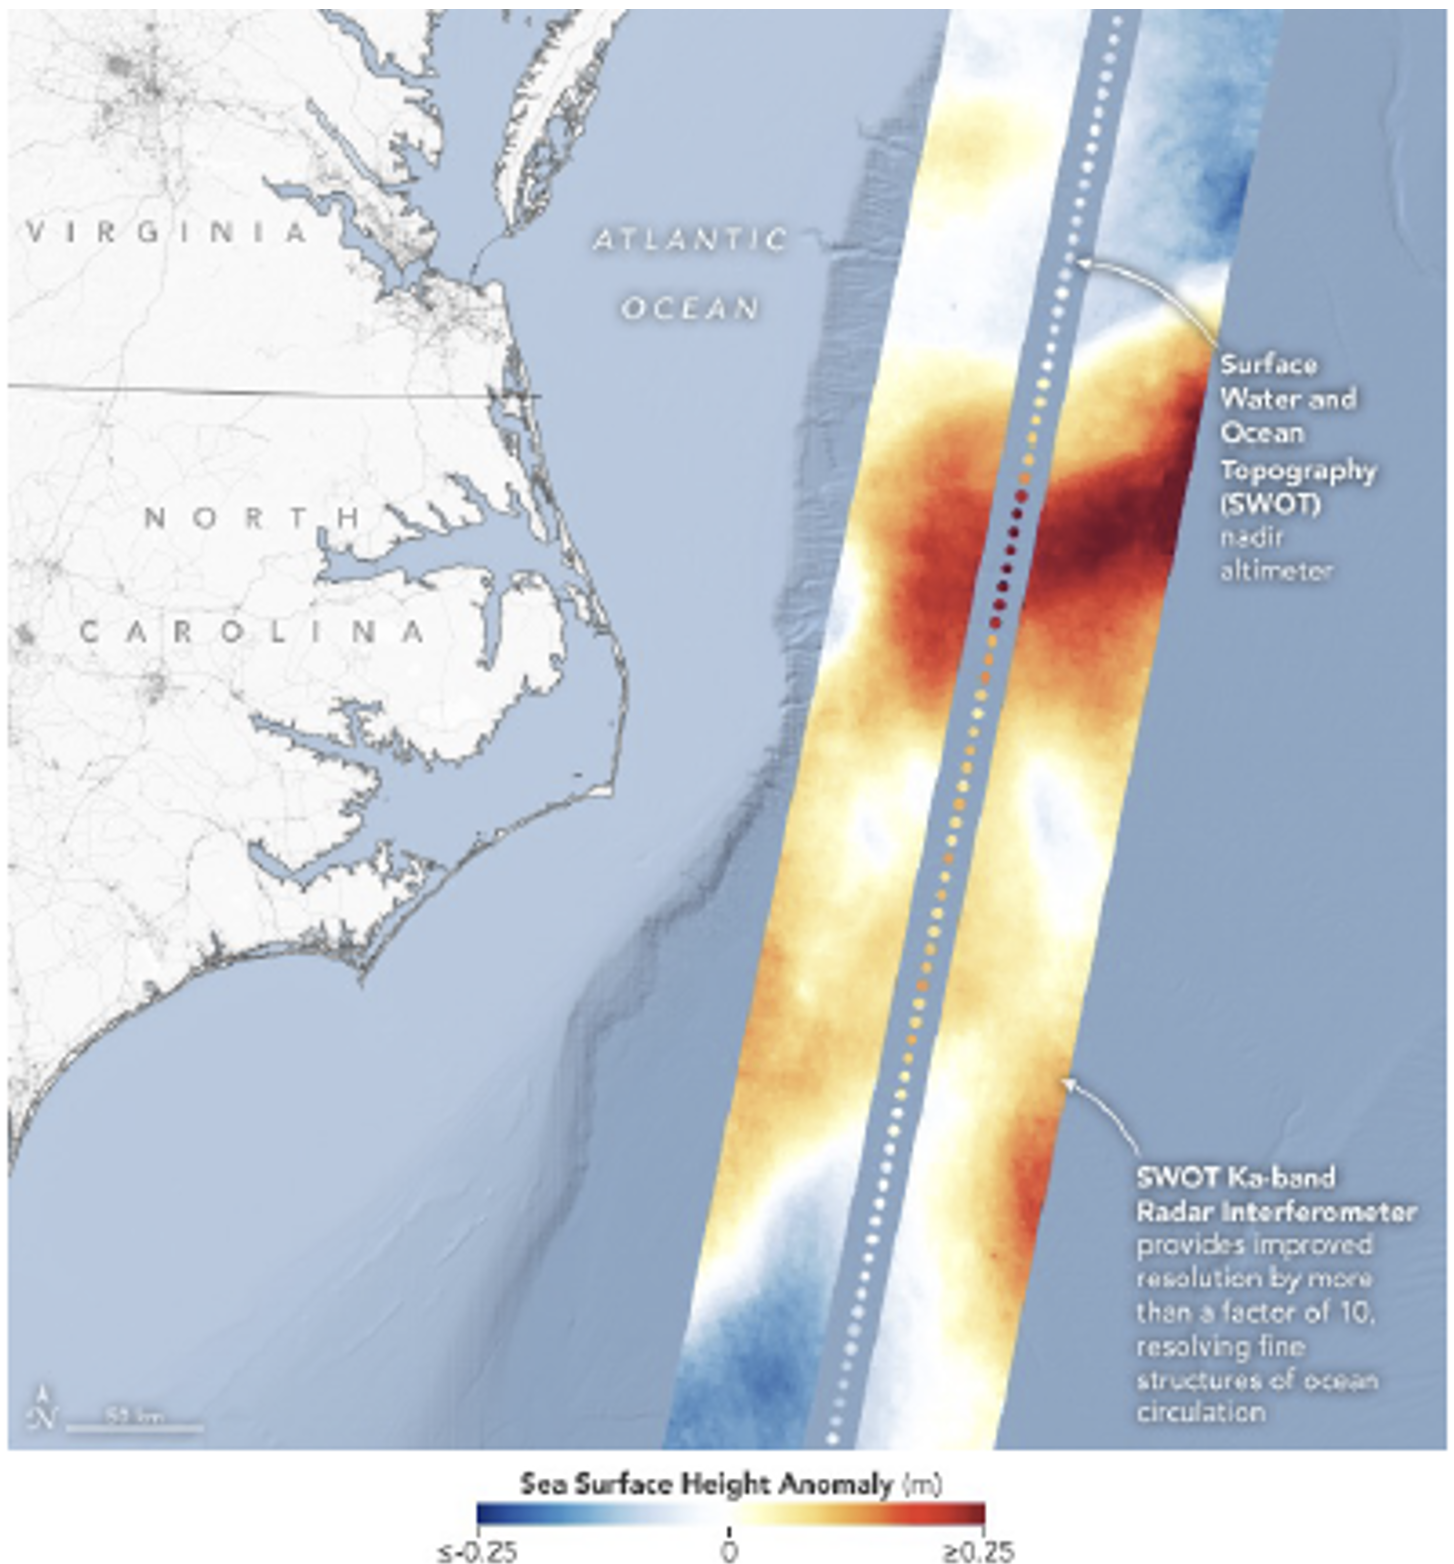 VIRGINIA
ATLANTIC
OCEAN
Surface
Water and
Ocean
Topography
(SWOT)
nadir
altimeter
NORTH
CAROLINA
SWOT Ka-band
Radar Interferometer
provides improved
resolution by more
than a factor of 10,
resolving fine
structures of ocean
circulation
N
km
Sea Surface Height Anomaly (m)
≤-0.25 0 ≥0.25